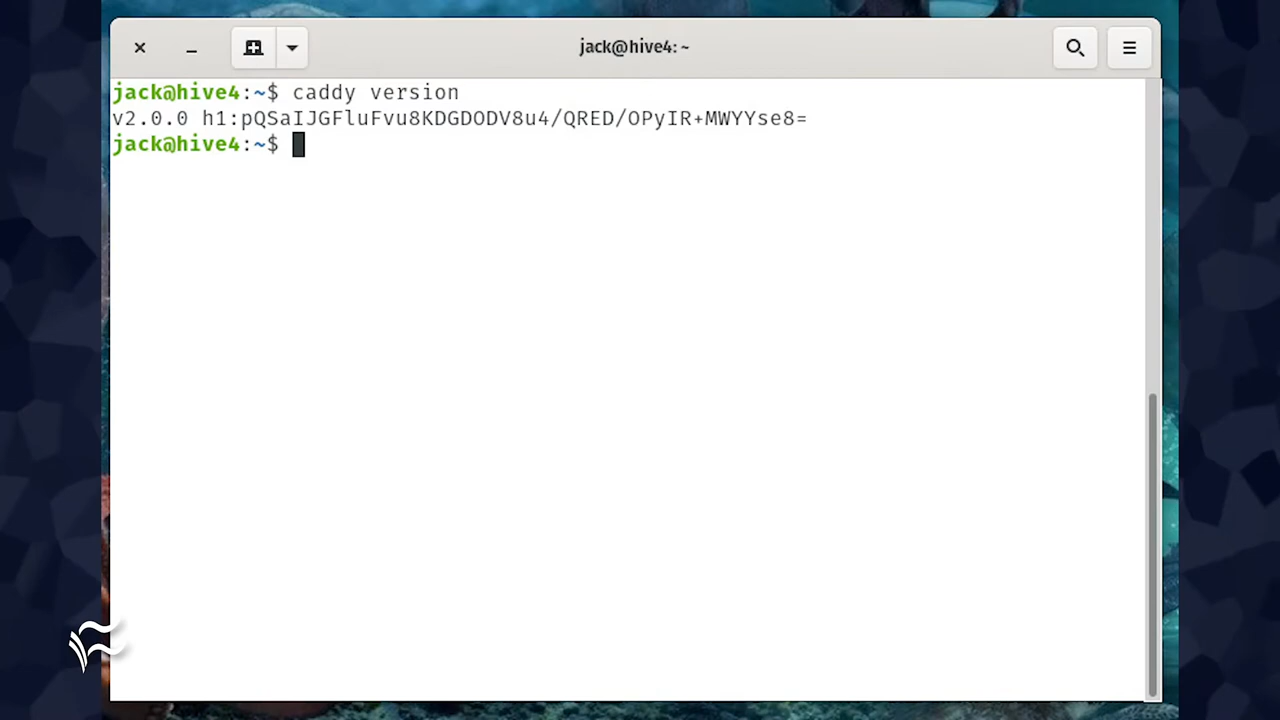 jack@hive4: ~
jack@hive4:~$ caddy version
v2.0.0 h1:pQSaIJGFluFvu8KDGDODV8u4/QRED/OPyIR+MWYYse8=
jack@hive4:~$